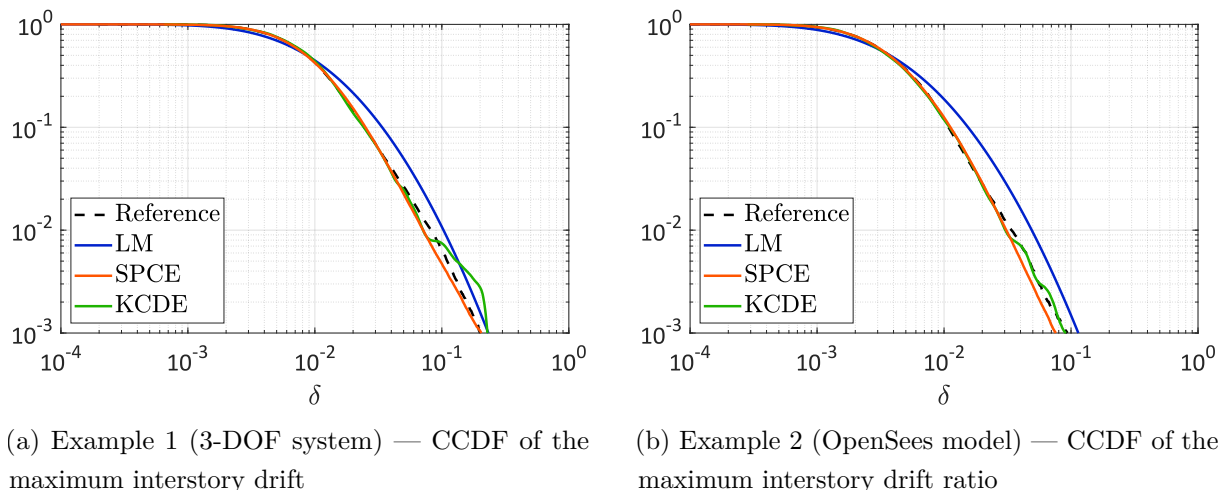 10^0
10^-1
10^-2
10^-3
Reference
LM
SPCE
KCDE
10^-4 10^-3 10^-2 10^-1 10^0
δ
(a) Example 1 (3-DOF system) — CCDF of the
maximum interstory drift
10^0
10^-1
10^-2
10^-3
Reference
LM
SPCE
KCDE
10^-4 10^-3 10^-2 10^-1 10^0
δ
(b) Example 2 (OpenSees model) — CCDF of the
maximum interstory drift ratio